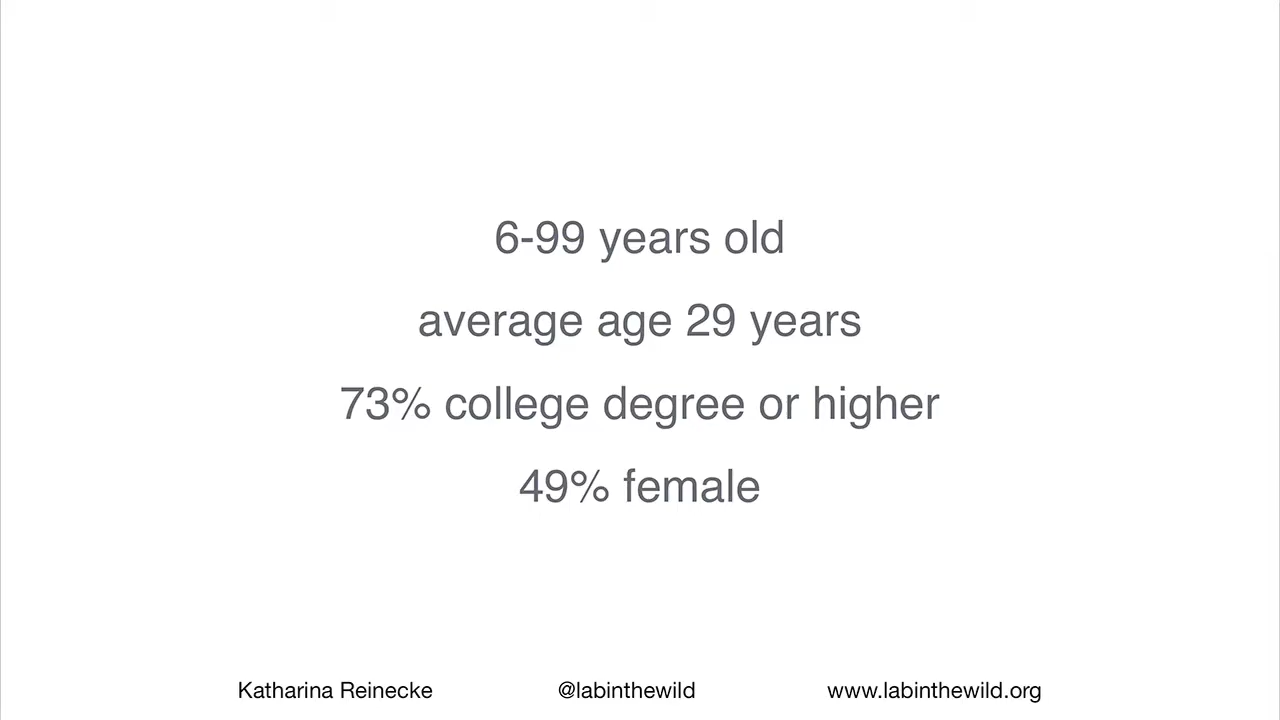 6-99 years old
average age 29 years
73% college degree or higher
49% female
Katharina Reinecke @labinthewild www.labinthewild.org